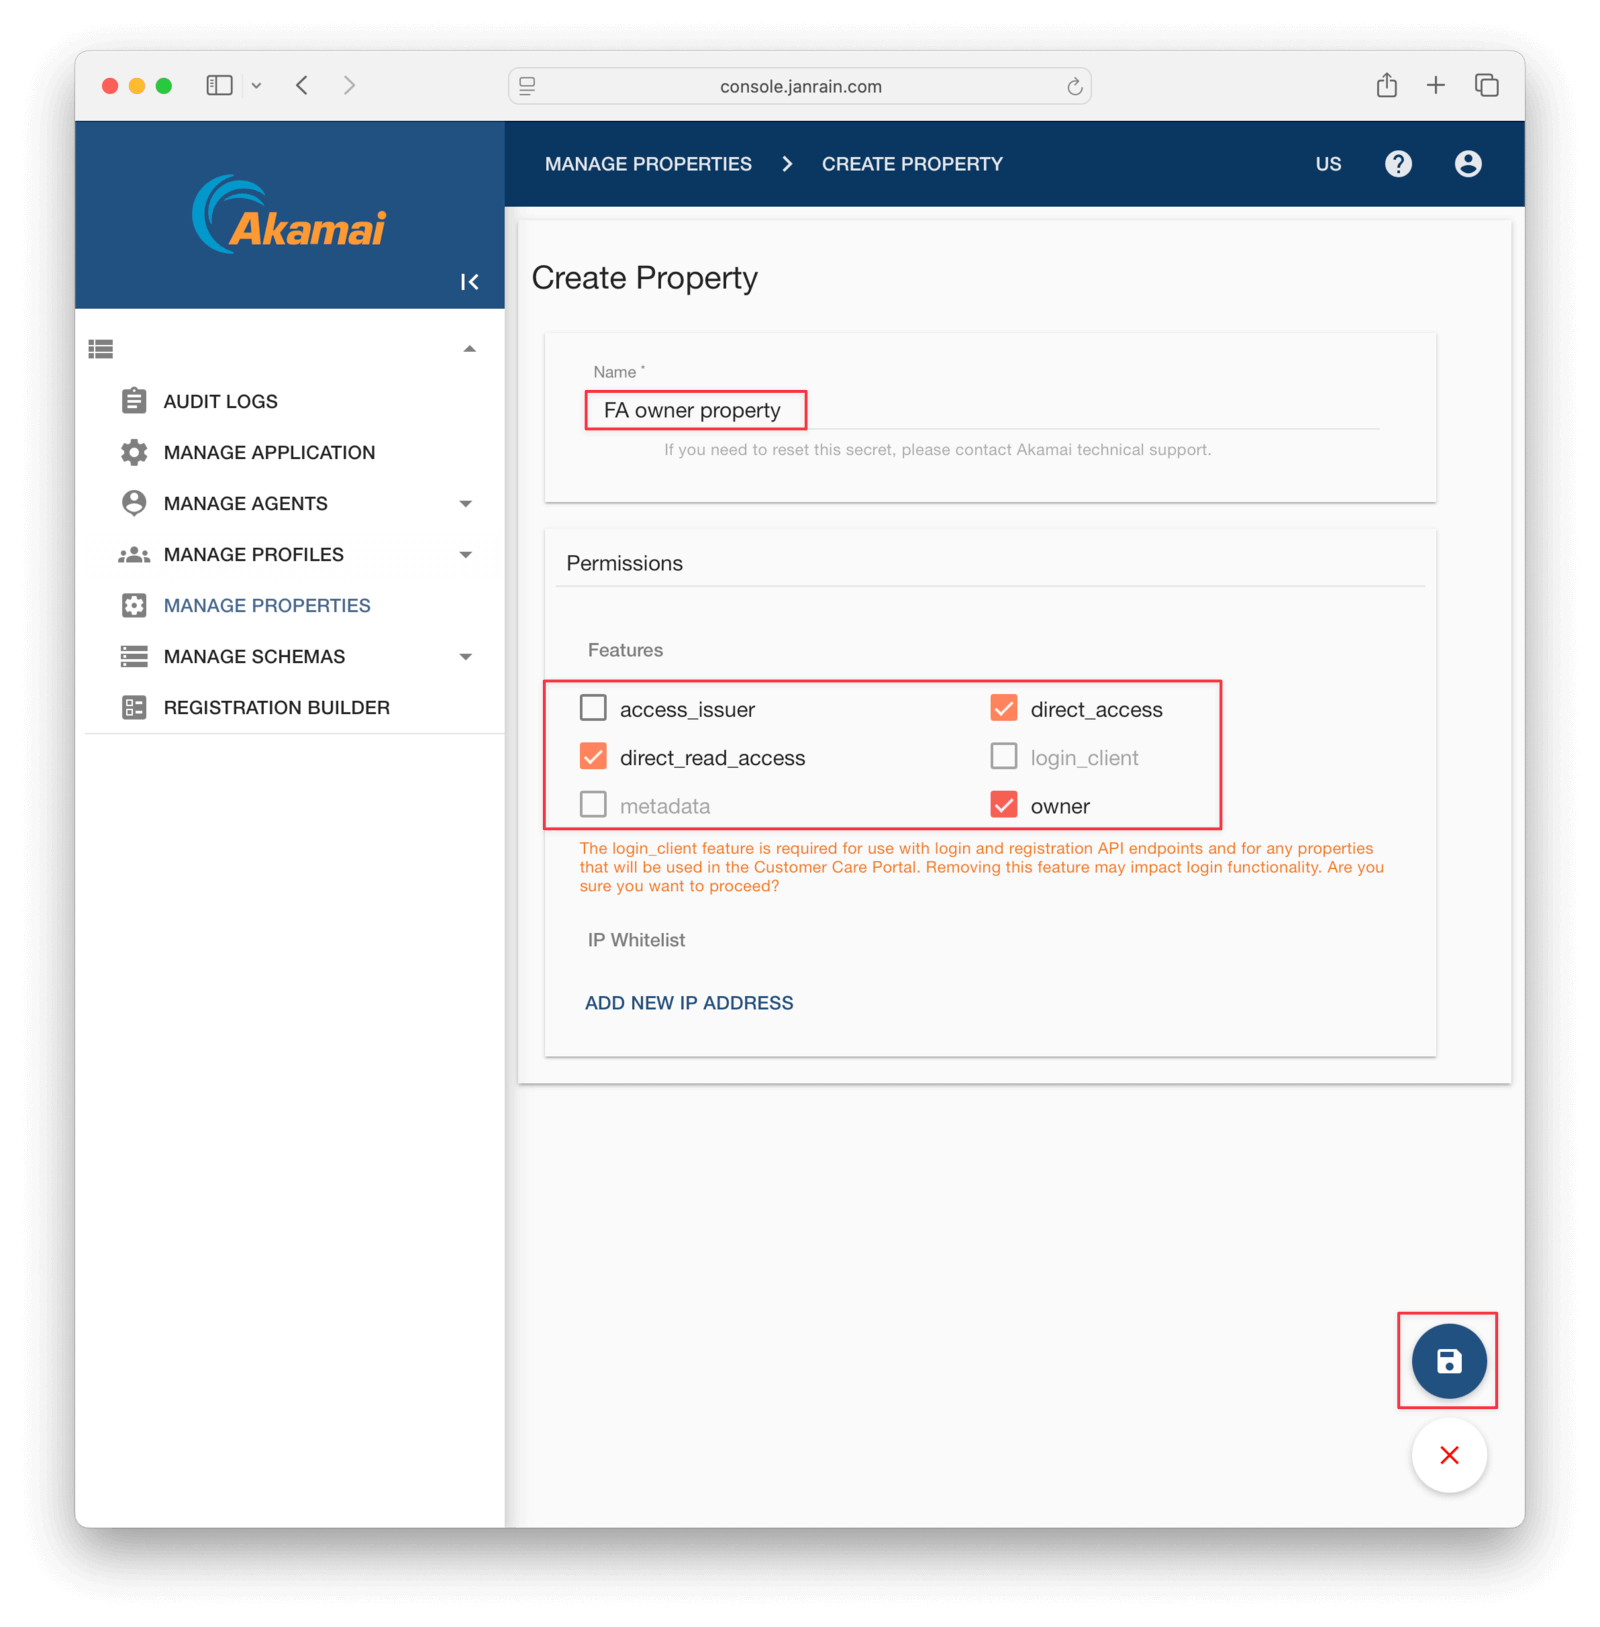 console.janrain.com
Akamai
MANAGE PROPERTIES > CREATE PROPERTY
US
AUDIT LOGS
MANAGE APPLICATION
MANAGE AGENTS
MANAGE PROFILES
MANAGE PROPERTIES
MANAGE SCHEMAS
REGISTRATION BUILDER
Create Property
Name *
FA owner property
If you need to reset this secret, please contact Akamai technical support.
Permissions
Features
access_issuer
direct_access
direct_read_access
login_client
metadata
owner
The login_client feature is required for use with login and registration API endpoints and for any properties
that will be used in the Customer Care Portal. Removing this feature may impact login functionality. Are you
sure you want to proceed?
IP Whitelist
ADD NEW IP ADDRESS